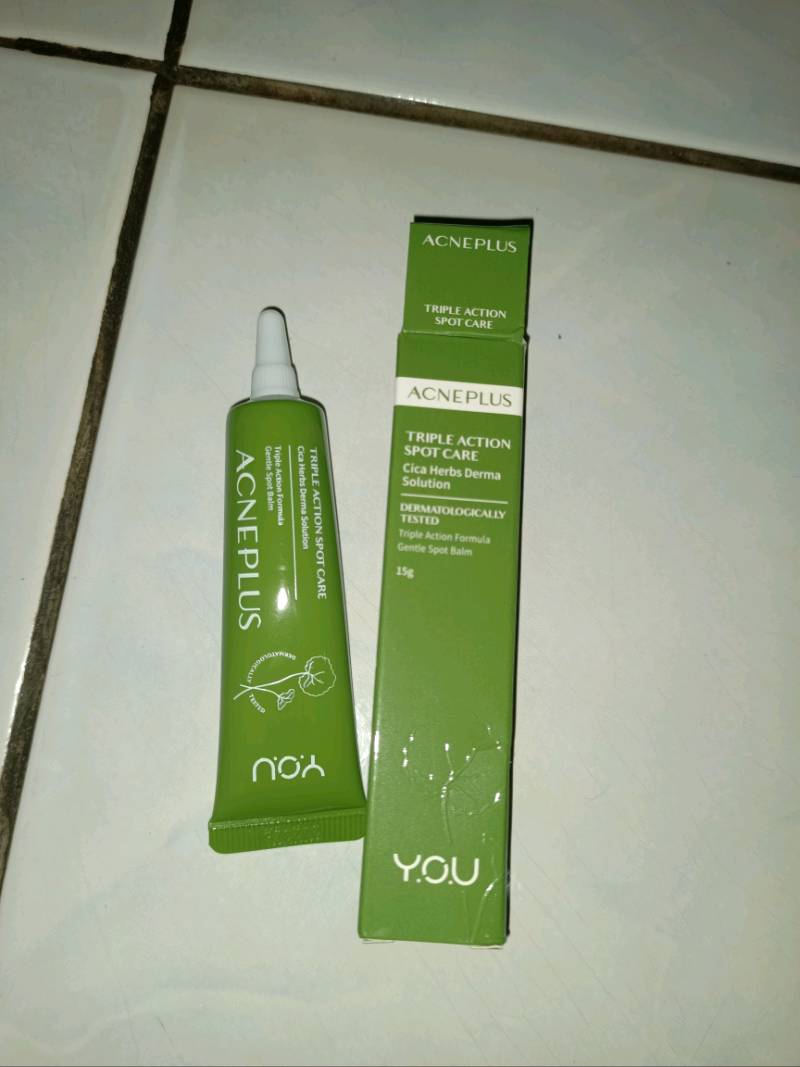 ACNEPLUS
TRIPLE ACTION
SPOT CARE
ACNEPLUS
TRIPLE ACTION
SPOT CARE
Cica Herbs Derma
Solution
DERMATOLOGICALLY
TESTED
Triple Action Formula
Gentle Spot Balm
15g
Y.O.U
TRIPLE ACTION SPOT CARE
Cica Herbs Derma Solution
Triple Action Formula
Gentle Spot Balm
ACNEPLUS
DERMATOLOGICALLY TESTED
Y.O.U